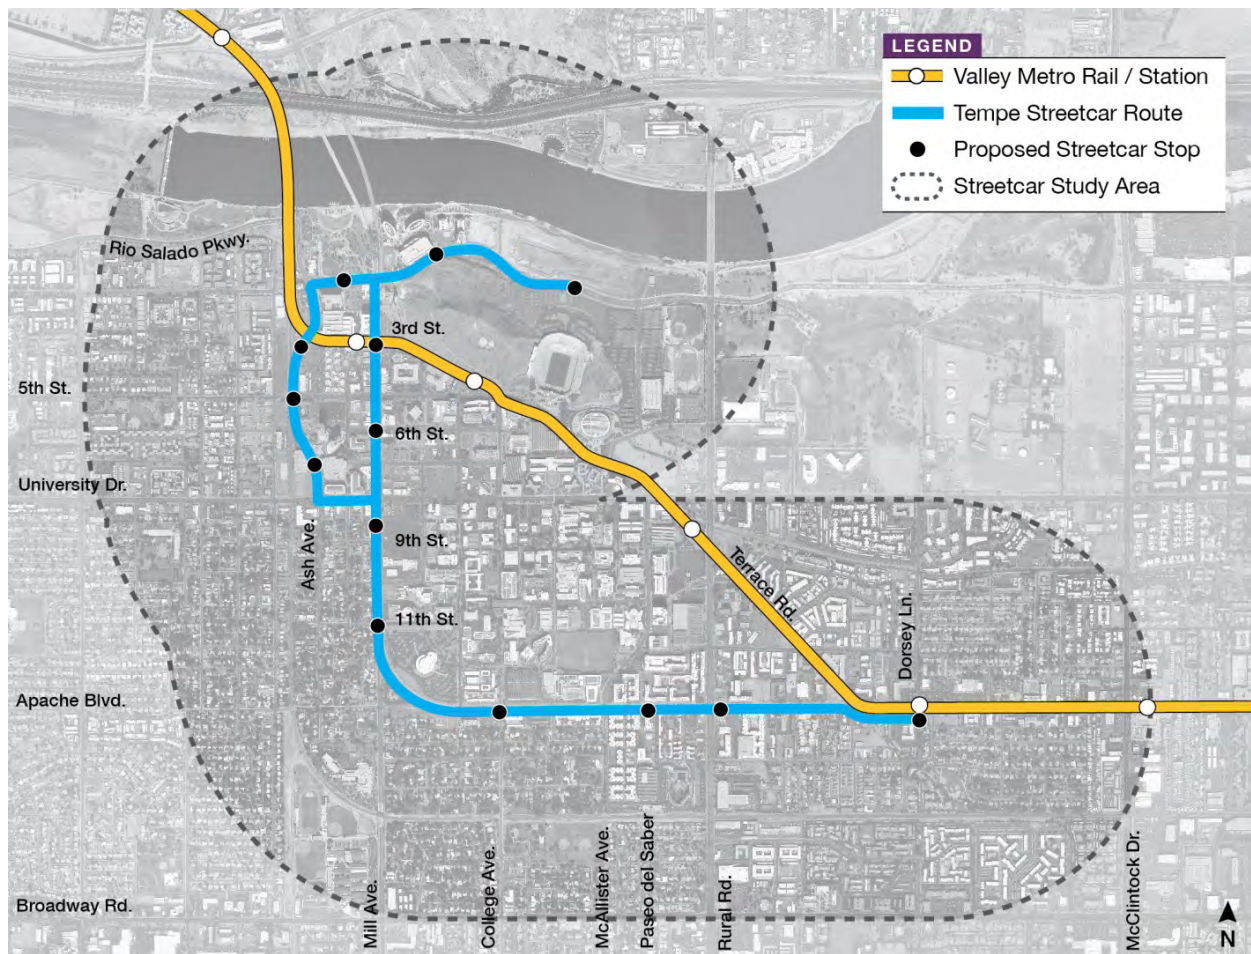 LEGEND
Valley Metro Rail / Station
Tempe Streetcar Route
Proposed Streetcar Stop
Streetcar Study Area
Rio Salado Pkwy.
3rd St.
5th St.
6th St.
University Dr.
Ash Ave.
9th St.
Terrace Rd.
11th St.
Dorsey Ln.
Apache Blvd.
Broadway Rd.
Mill Ave.
College Ave.
McAllister Ave.
Paseo del Saber
Rural Rd.
McClintock Dr.
N